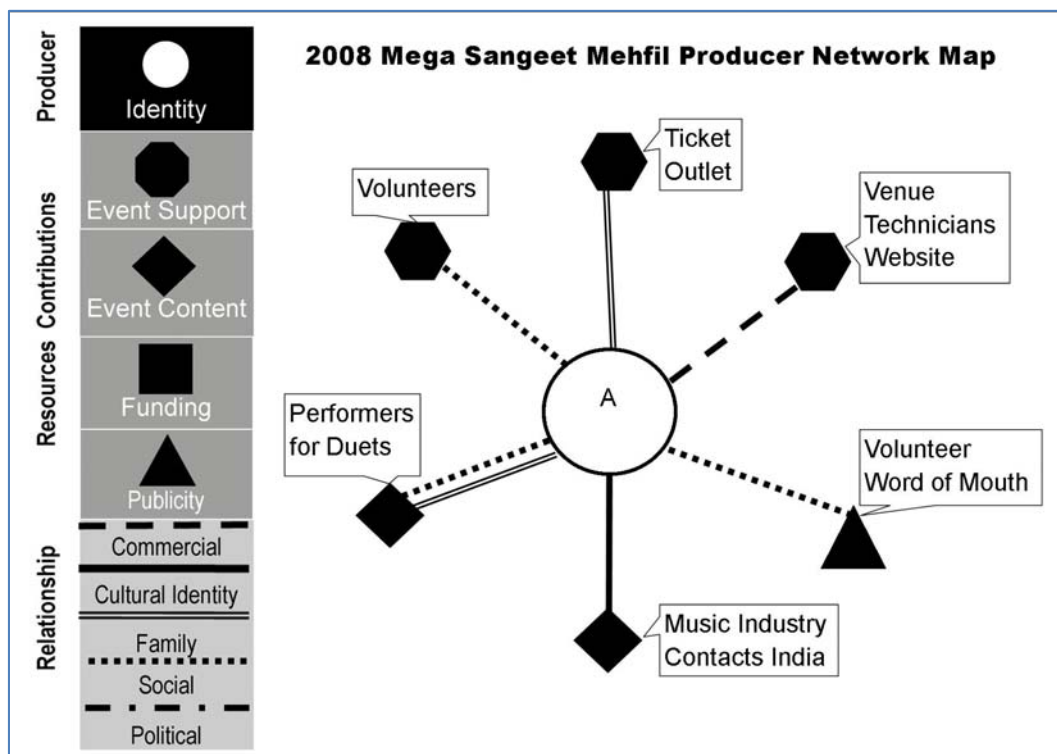 2008 Mega Sangeet Mehfil Producer Network Map
Producer
Identity
Resources Contributions
Event Support
Event Content
Funding
Publicity
Relationship
Commercial
Cultural Identity
Family
Social
Political
Volunteers
Ticket
Outlet
Venue
Technicians
Website
A
Performers
for Duets
Volunteer
Word of Mouth
Music Industry
Contacts India